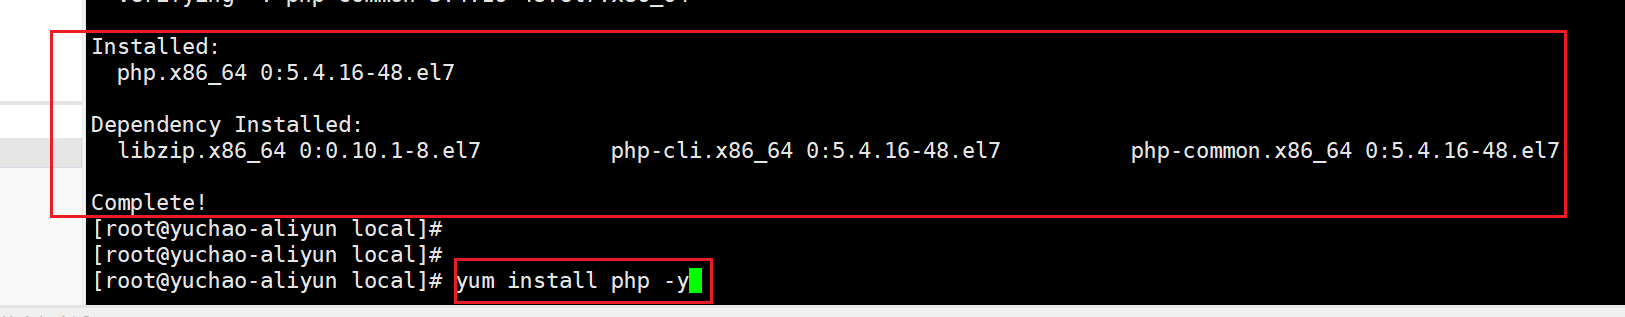 Installed:
php.x86_64 0:5.4.16-48.el7
Dependency Installed:
libzip.x86_64 0:0.10.1-8.el7 php-cli.x86_64 0:5.4.16-48.el7 php-common.x86_64 0:5.4.16-48.el7
Complete!
[root@yuchao-aliyun local]#
[root@yuchao-aliyun local]#
[root@yuchao-aliyun local]# yum install php -y